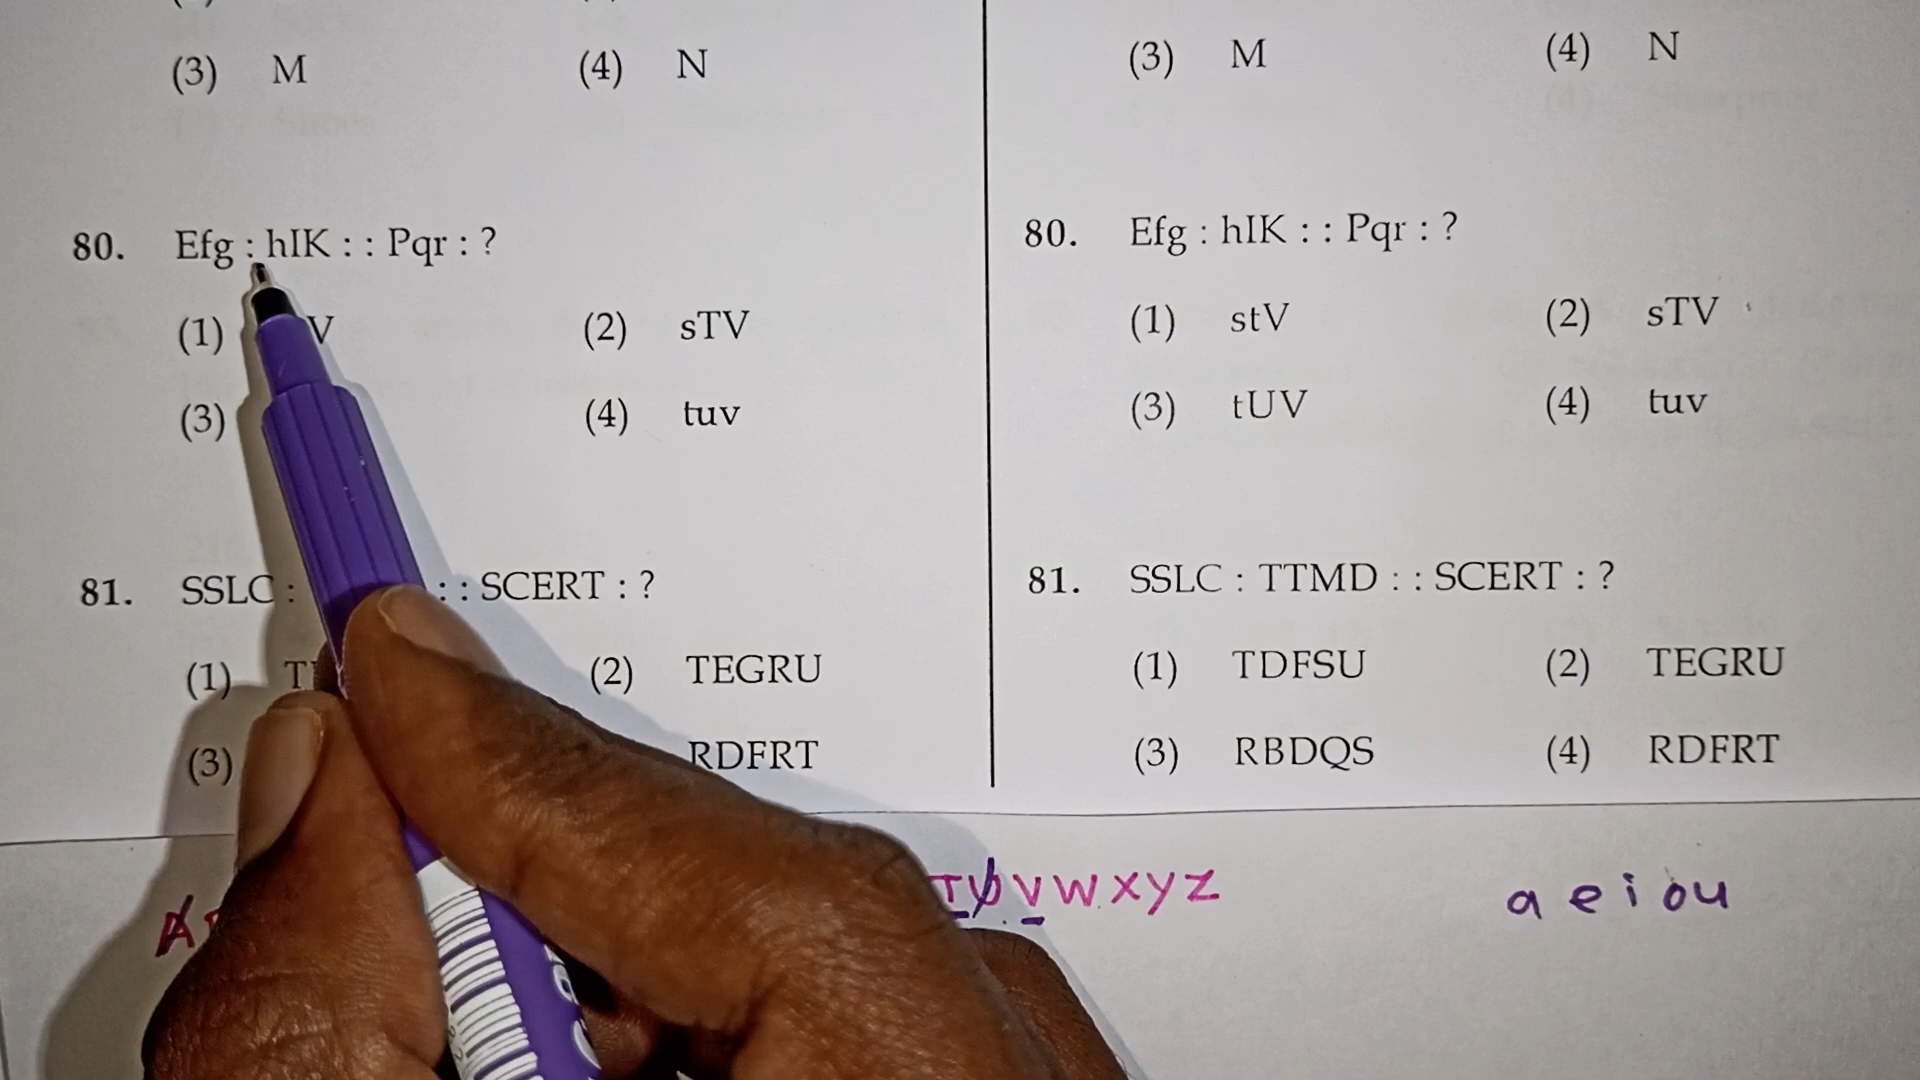 (3) M (4) N
80. Efg : hIK : : Pqr : ?
(1) V (2) sTV
(3) (4) tuv
81. SSLC : : : SCERT : ?
(1) T (2) TEGRU
(3) RDFRT
(3) M (4) N
80. Efg : hIK : : Pqr : ?
(1) stV (2) sTV
(3) tUV (4) tuv
81. SSLC : TTMD : : SCERT : ?
(1) TDFSU (2) TEGRU
(3) RBDQS (4) RDFRT
A T U V W X Y Z a e i o u